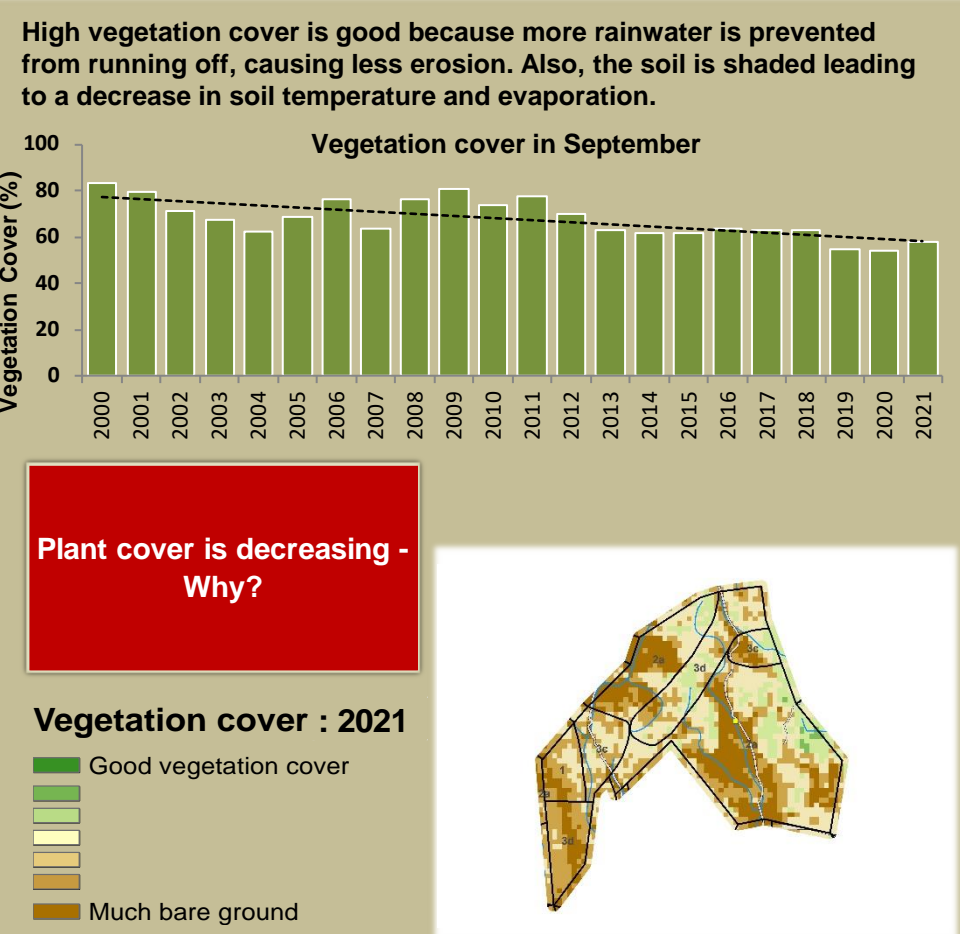 High vegetation cover is good because more rainwater is prevented
from running off, causing less erosion. Also, the soil is shaded leading
to a decrease in soil temperature and evaporation.
Vegetation cover in September
Vegetation Cover (%)
100
80
60
40
20
0
2000 2001 2002 2003 2004 2005 2006 2007 2008 2009 2010 2011 2012 2013 2014 2015 2016 2017 2018 2019 2020 2021
Plant cover is decreasing -
Why?
Vegetation cover : 2021
Good vegetation cover
Much bare ground
3c
2a
3d
2a
3c
1
2a
3d